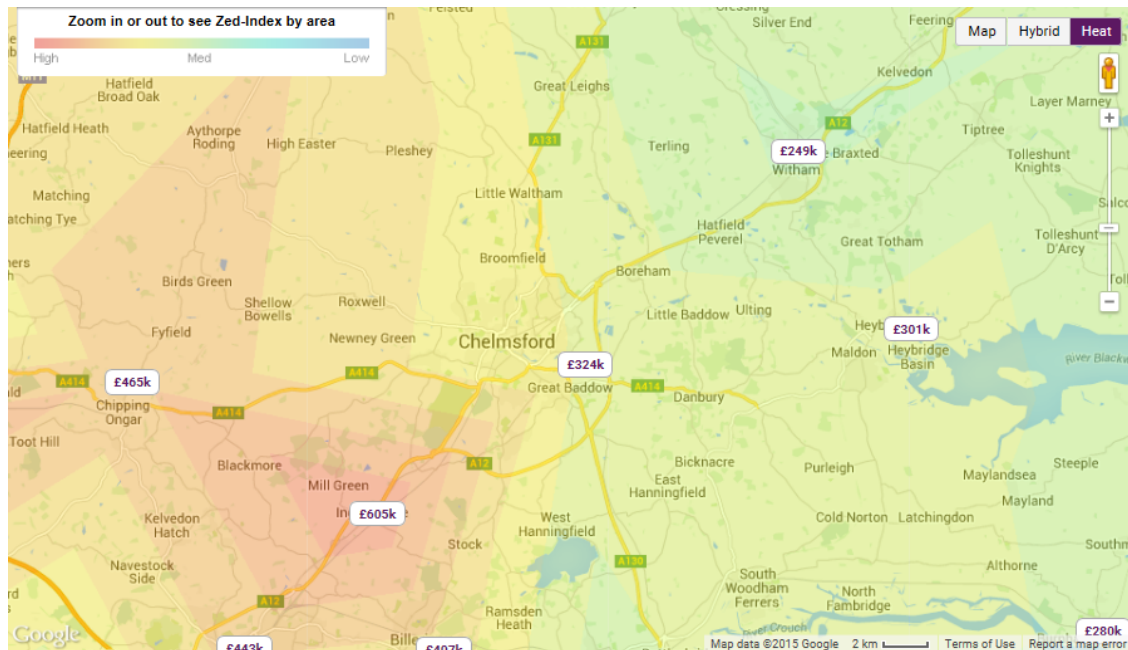 Zoom in or out to see Zed-Index by area
High Med Low
Map Hybrid Heat
Silver End
Feering
A131
M11
Hatfield
Broad Oak
Great Leighs
Kelvedon
Layer Marney
A12
Hatfield Heath
Aythorpe
Roding
High Easter
Pleshey
A131
Terling
£249k
Braxted
Witham
Tiptree
Tolleshunt
Knights
Matching
Little Waltham
Hatfield
Peverel
Great Totham
Tolleshunt
D'Arcy
Broomfield
Boreham
Birds Green
Shellow
Bowells
Roxwell
Little Baddow
Ulting
Fyfield
Newney Green
Chelmsford
£301k
Maldon
Heybridge
Basin
£324k
A414
£465k
A414
Great Baddow
A414
Danbury
Chipping
Ongar
A414
Toot Hill
Blackmore
A12
Bicknacre
Purleigh
Steeple
Mill Green
East
Hanningfield
Maylandsea
Mayland
£605k
Kelvedon
Hatch
Stock
West
Hanningfield
Cold Norton
Latchingdon
Navestock
Side
A130
Althorne
South
Woodham
Ferrers
North
Fambridge
A12
Ramsden
Heath
River Crouch
£280k
Google
£443k
£497k
Map data ©2015 Google 2 km Terms of Use Report a map error